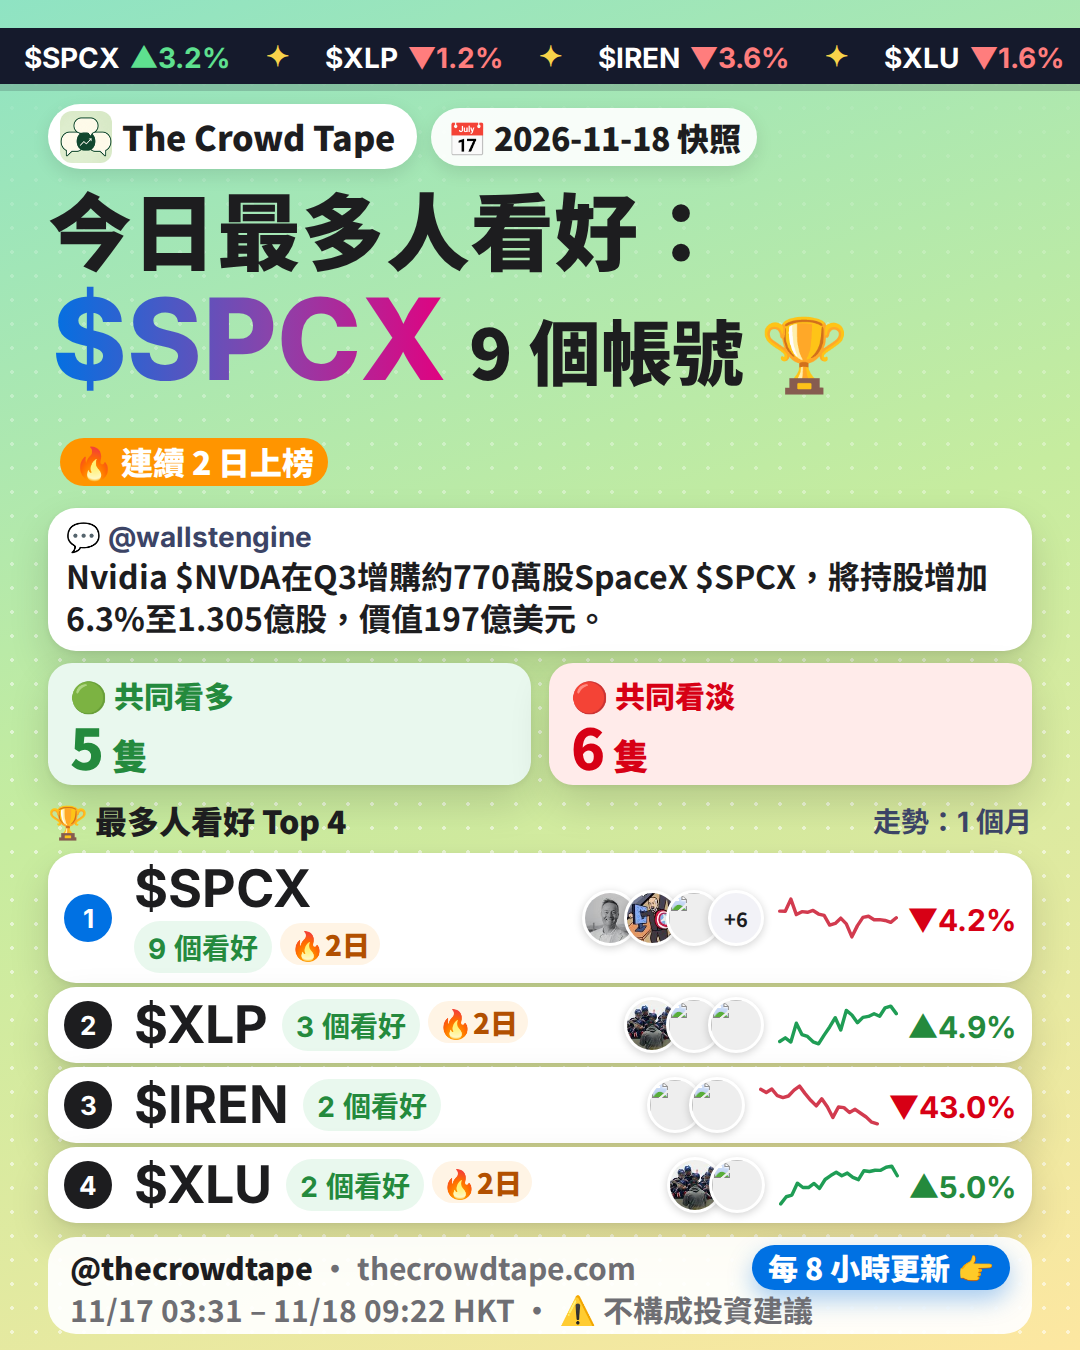 $SPCX ▲3.2% ✦ $XLP ▼1.2% ✦ $IREN ▼3.6% ✦ $XLU ▼1.6%
The Crowd Tape 📅 2026-11-18 快照
今日最多人看好：
$SPCX 9 個帳號 🏆
🔥 連續 2 日上榜
💬 @wallstengine
Nvidia $NVDA在Q3增購約770萬股SpaceX $SPCX，將持股增加
6.3%至1.305億股，價值197億美元。
🟢 共同看多
5 隻
🔴 共同看淡
6 隻
🏆 最多人看好 Top 4 走勢：1 個月
1 $SPCX +6 ▼4.2%
9 個看好 🔥2日
2 $XLP 3 個看好 🔥2日 ▲4.9%
3 $IREN 2 個看好 ▼43.0%
4 $XLU 2 個看好 🔥2日 ▲5.0%
@thecrowdtape • thecrowdtape.com 每 8 小時更新 👉
11/17 03:31 – 11/18 09:22 HKT • ⚠️ 不構成投資建議